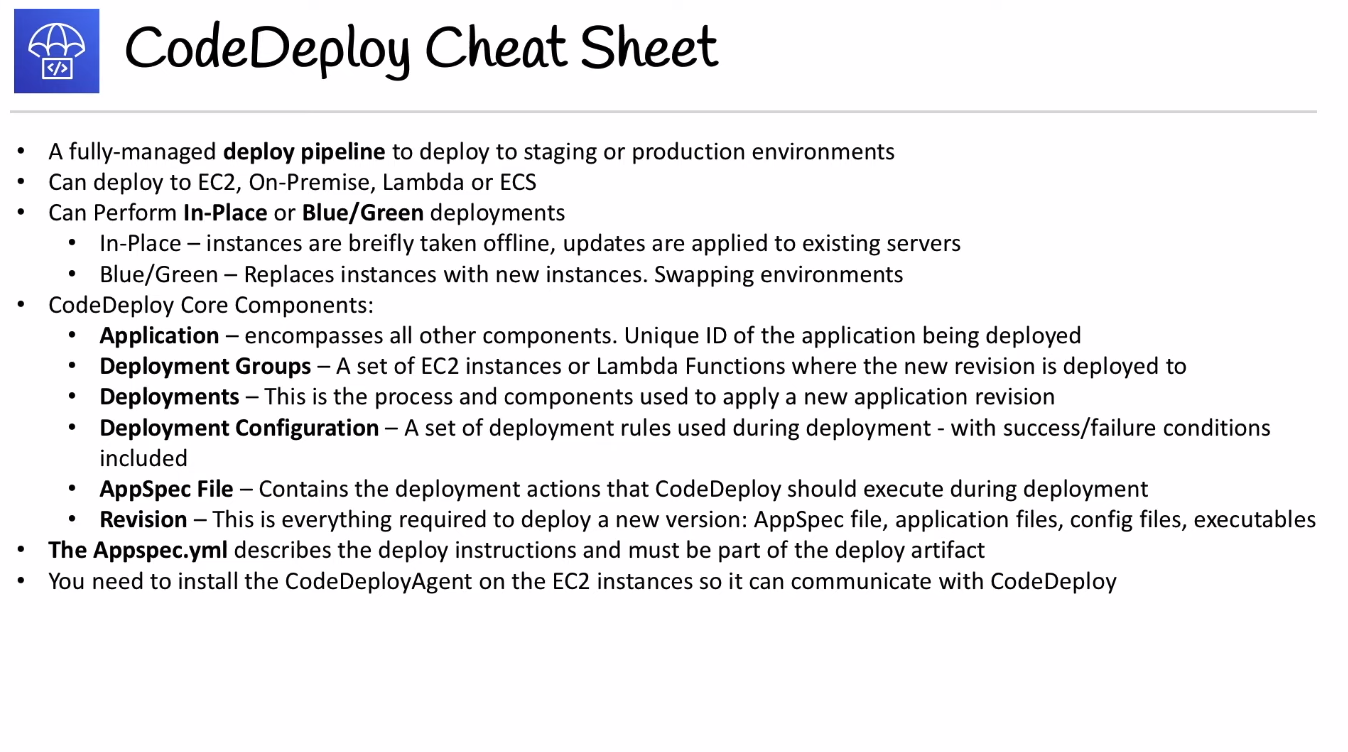 </>
CodeDeploy Cheat Sheet
• A fully-managed deploy pipeline to deploy to staging or production environments
• Can deploy to EC2, On-Premise, Lambda or ECS
• Can Perform In-Place or Blue/Green deployments
• In-Place – instances are breifly taken offline, updates are applied to existing servers
• Blue/Green – Replaces instances with new instances. Swapping environments
• CodeDeploy Core Components:
• Application – encompasses all other components. Unique ID of the application being deployed
• Deployment Groups – A set of EC2 instances or Lambda Functions where the new revision is deployed to
• Deployments – This is the process and components used to apply a new application revision
• Deployment Configuration – A set of deployment rules used during deployment - with success/failure conditions
included
• AppSpec File – Contains the deployment actions that CodeDeploy should execute during deployment
• Revision – This is everything required to deploy a new version: AppSpec file, application files, config files, executables
• The Appspec.yml describes the deploy instructions and must be part of the deploy artifact
• You need to install the CodeDeployAgent on the EC2 instances so it can communicate with CodeDeploy